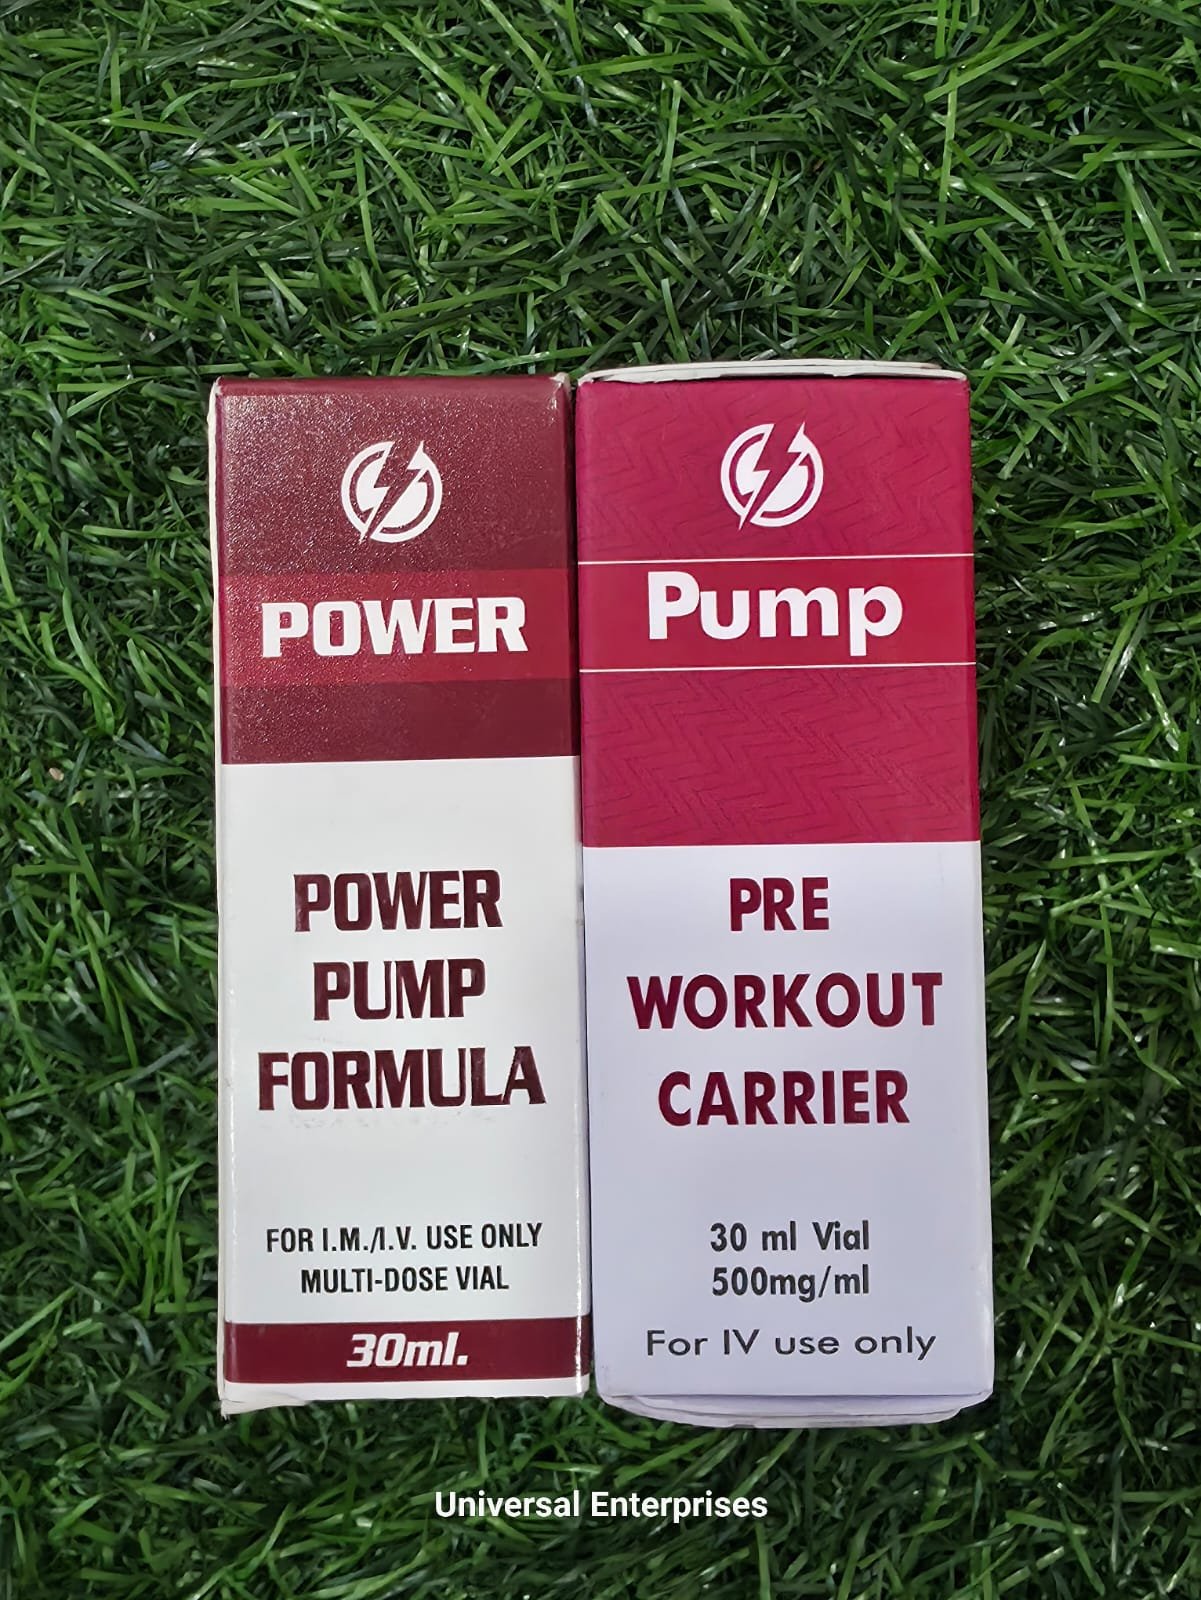 POWER
POWER
PUMP
FORMULA
FOR I.M./I.V. USE ONLY
MULTI-DOSE VIAL
30ml.
Pump
PRE
WORKOUT
CARRIER
30 ml Vial
500mg/ml
For IV use only
Universal Enterprises